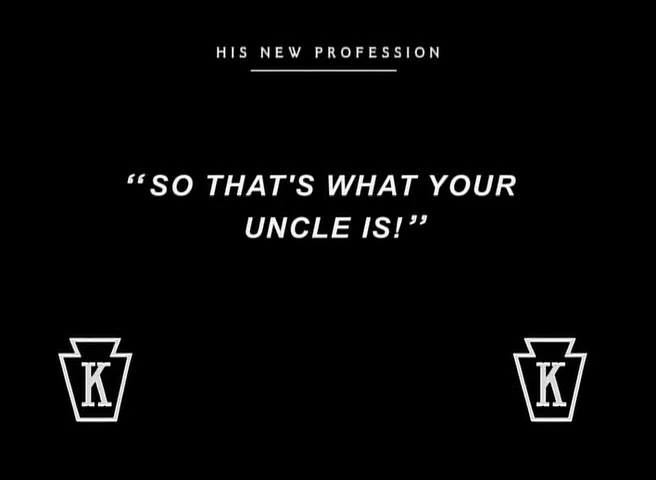 HIS NEW PROFESSION
“SO THAT'S WHAT YOUR
UNCLE IS!”
K K